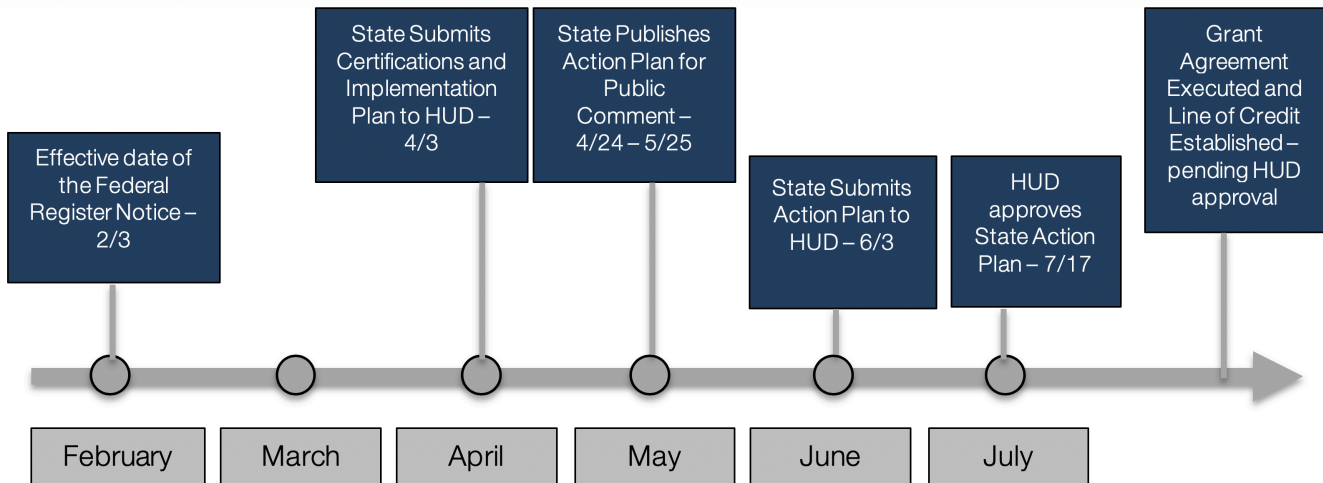 State Submits
Certifications and
Implementation
Plan to HUD –
4/3
State Publishes
Action Plan for
Public
Comment –
4/24 – 5/25
Grant
Agreement
Executed and
Line of Credit
Established –
pending HUD
approval
Effective date of
the Federal
Register Notice –
2/3
State Submits
Action Plan to
HUD – 6/3
HUD
approves
State Action
Plan – 7/17
February
March
April
May
June
July